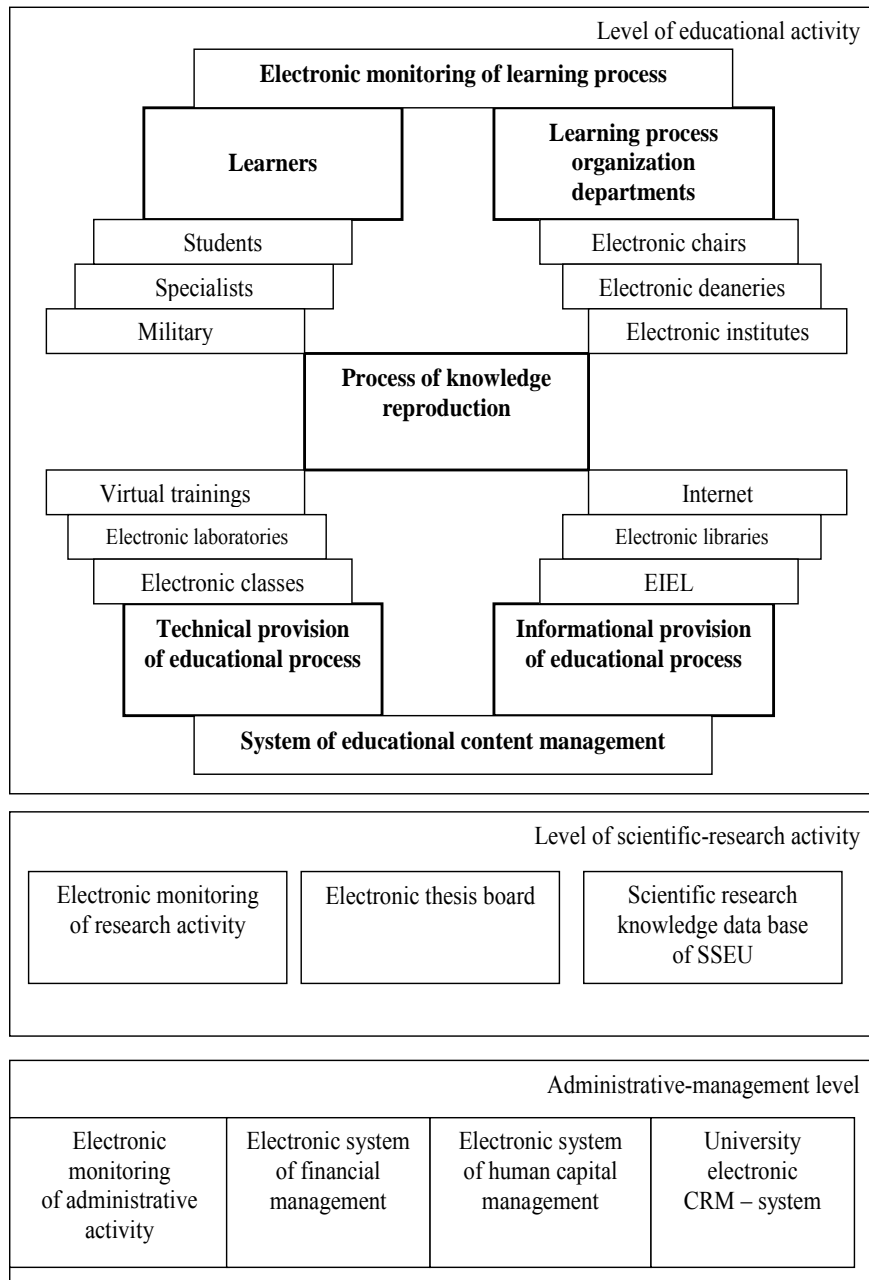 Level of educational activity
Electronic monitoring of learning process
Learners
Learning process
organization
departments
Students
Electronic chairs
Specialists
Electronic deaneries
Military
Electronic institutes
Process of knowledge
reproduction
Virtual trainings
Internet
Electronic laboratories
Electronic libraries
Electronic classes
EIEL
Technical provision
of educational process
Informational provision
of educational process
System of educational content management
Level of scientific-research activity
Electronic monitoring
of research activity
Electronic thesis board
Scientific research
knowledge data base
of SSEU
Administrative-management level
Electronic
monitoring
of administrative
activity
Electronic system
of financial
management
Electronic system
of human capital
management
University
electronic
CRM – system